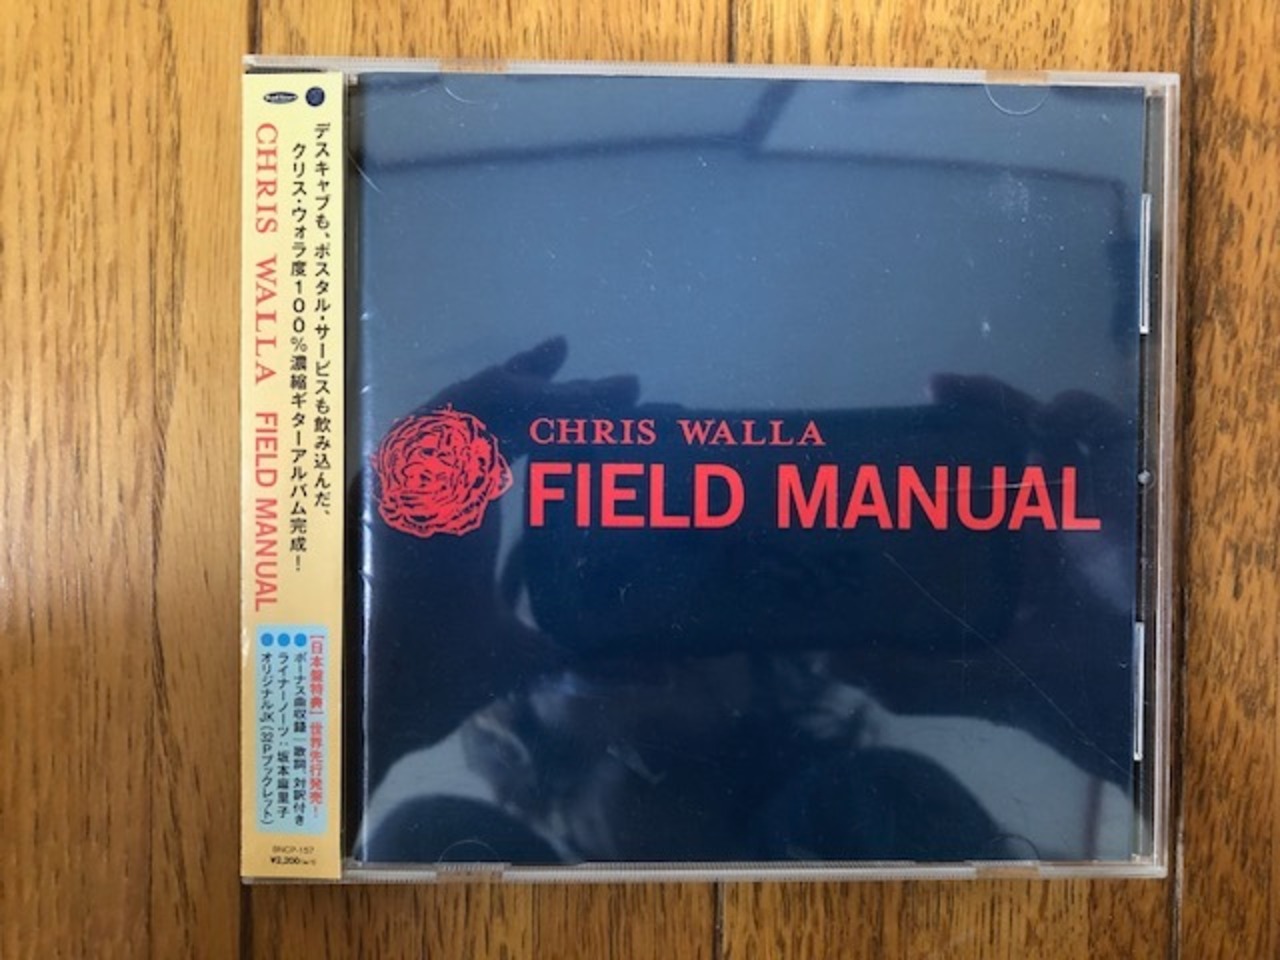 デスキャブも、ポスタル・サービスも飲み込んだ、
クリス・ウォラ度100%濃縮ギターアルバム完成！
CHRIS WALLA FIELD MANUAL
【日本盤特典】世界先行発売！
●ボーナス曲収録｜歌詞、対訳付き
●ライナーノーツ：坂本麻里子
●オリジナルJK（32Pブックレット）
BNCP-157
¥2,200
CHRIS WALLA
FIELD MANUAL